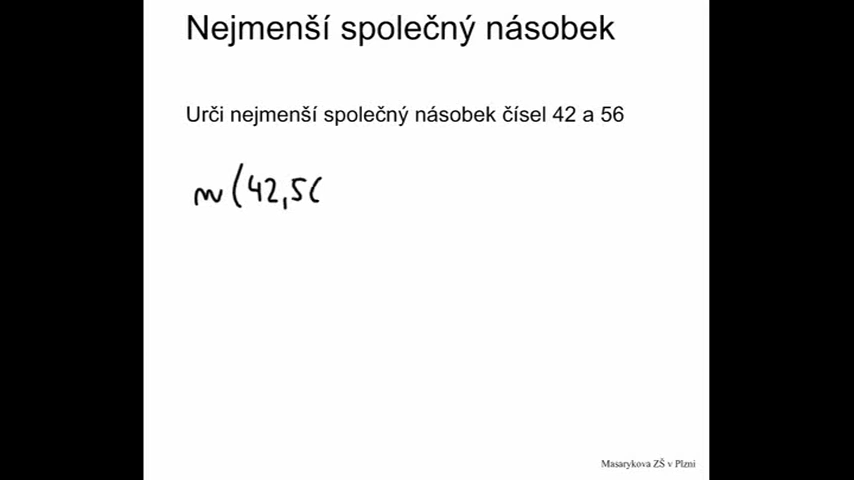 Nejmenší společný násobek
Urči nejmenší společný násobek čísel 42 a 56
n(42,5(
Masarykova ZŠ v Plzni